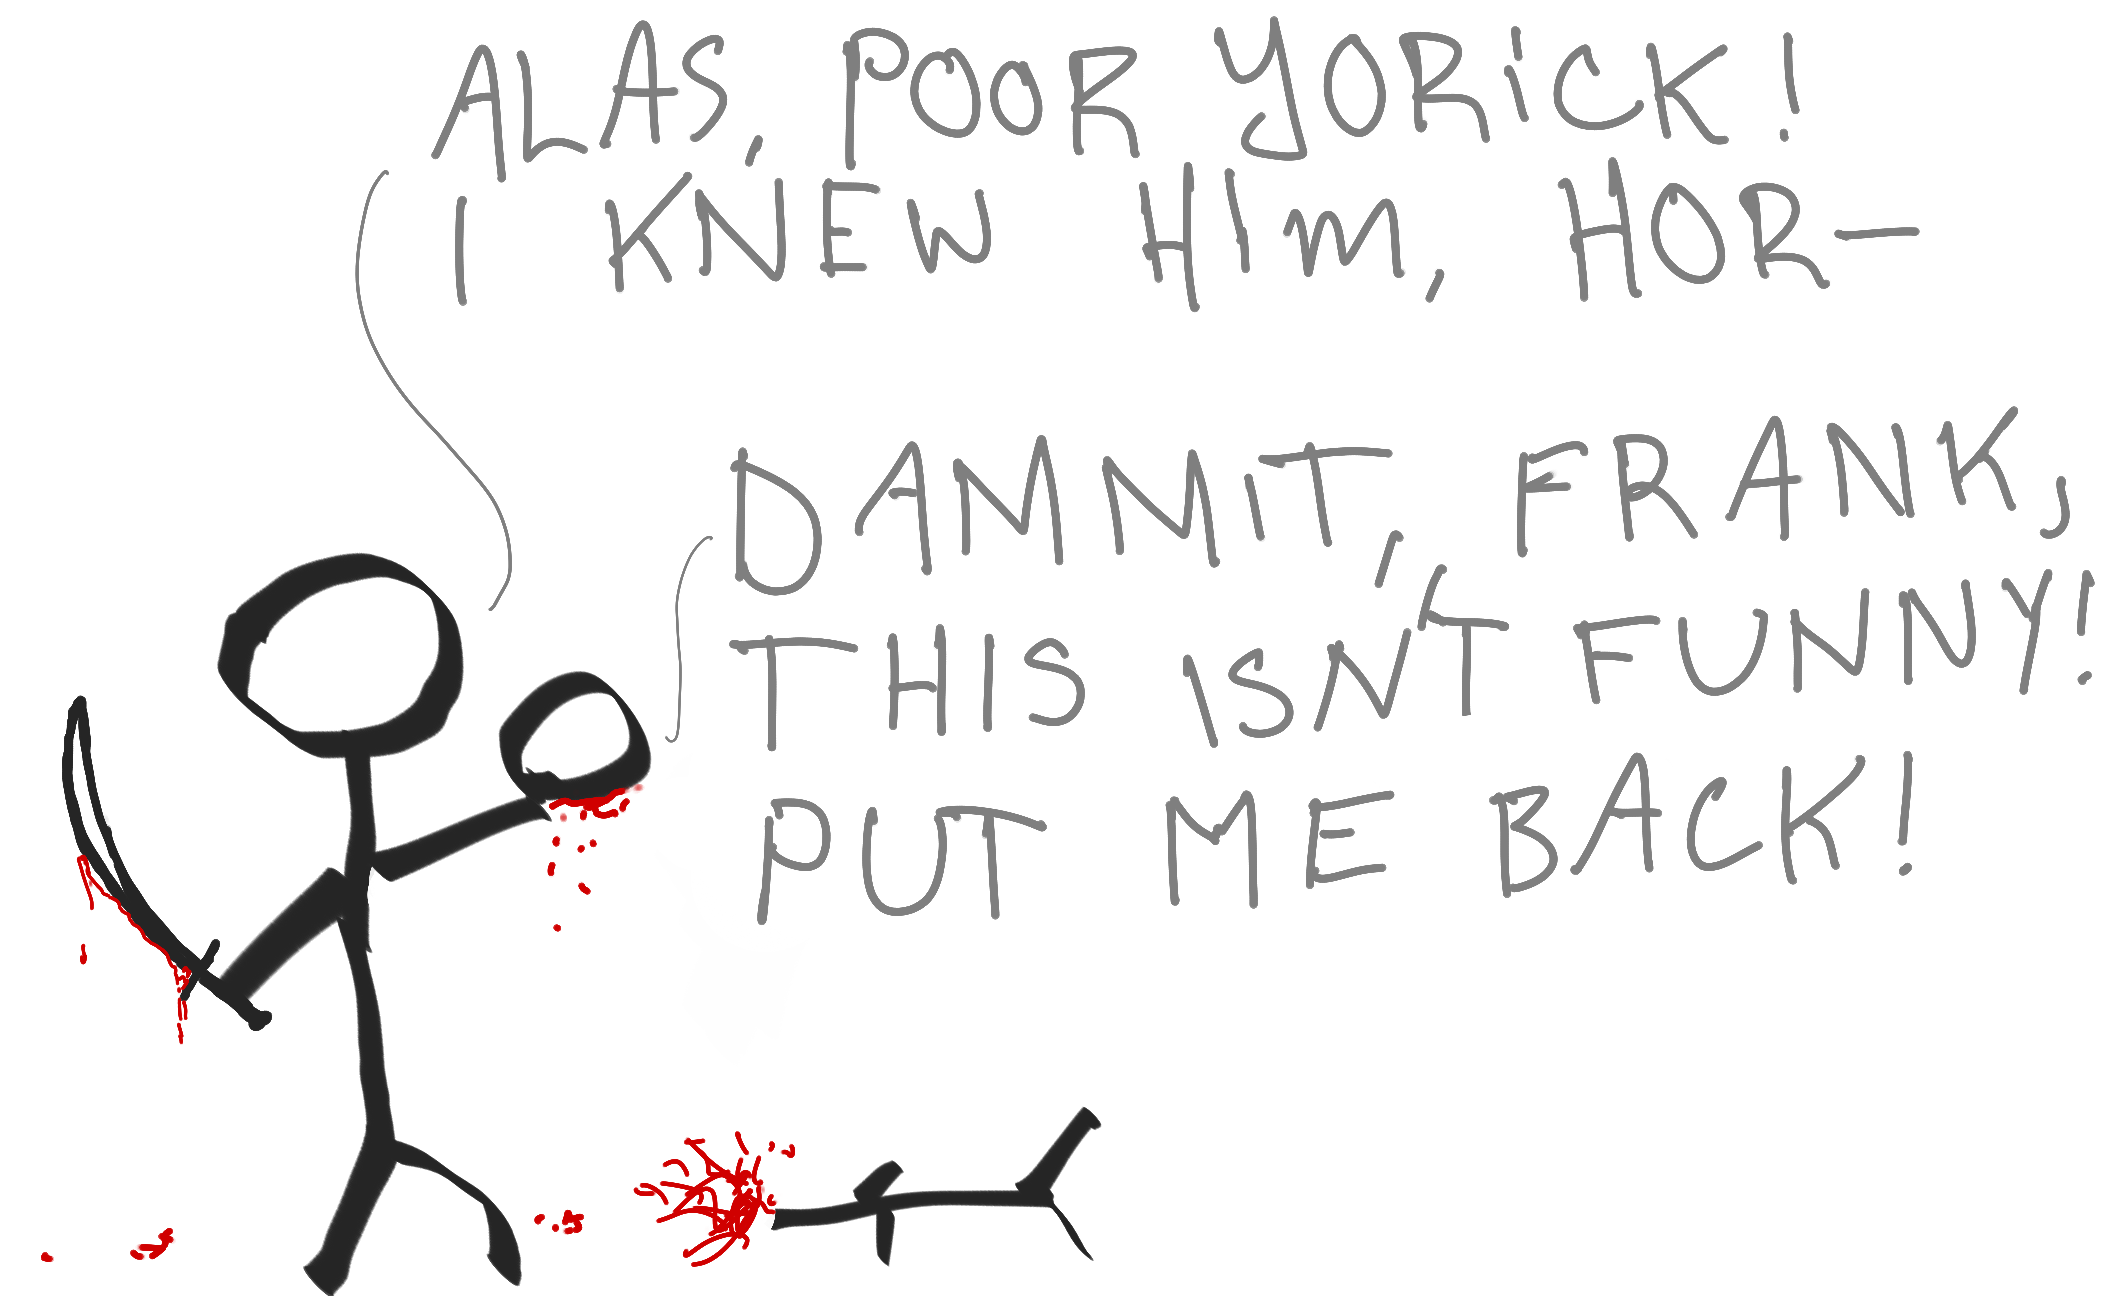 ALAS, POOR YORiCK!
I KNEW HIM, HOR—
DAMMiT, FRANK,
THIS ISN'T FUNNY!
PUT ME BACK!